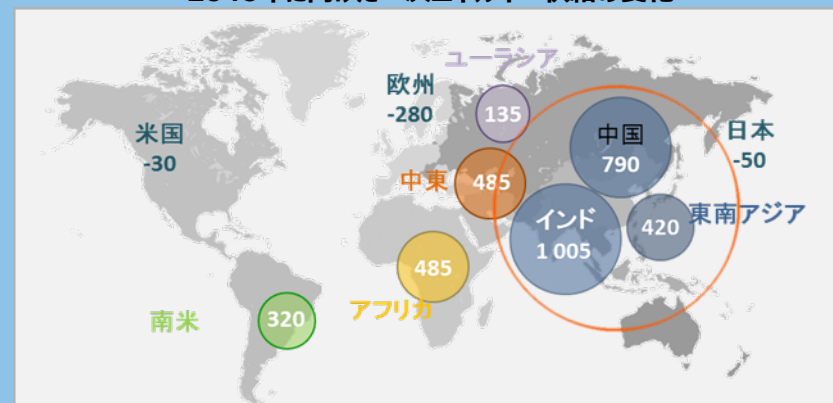 ユーラシア
欧州
-280
135
米国
-30
中国
790
日本
-50
中東
485
インド
1 005
420
東南アジア
485
アフリカ
南米
320